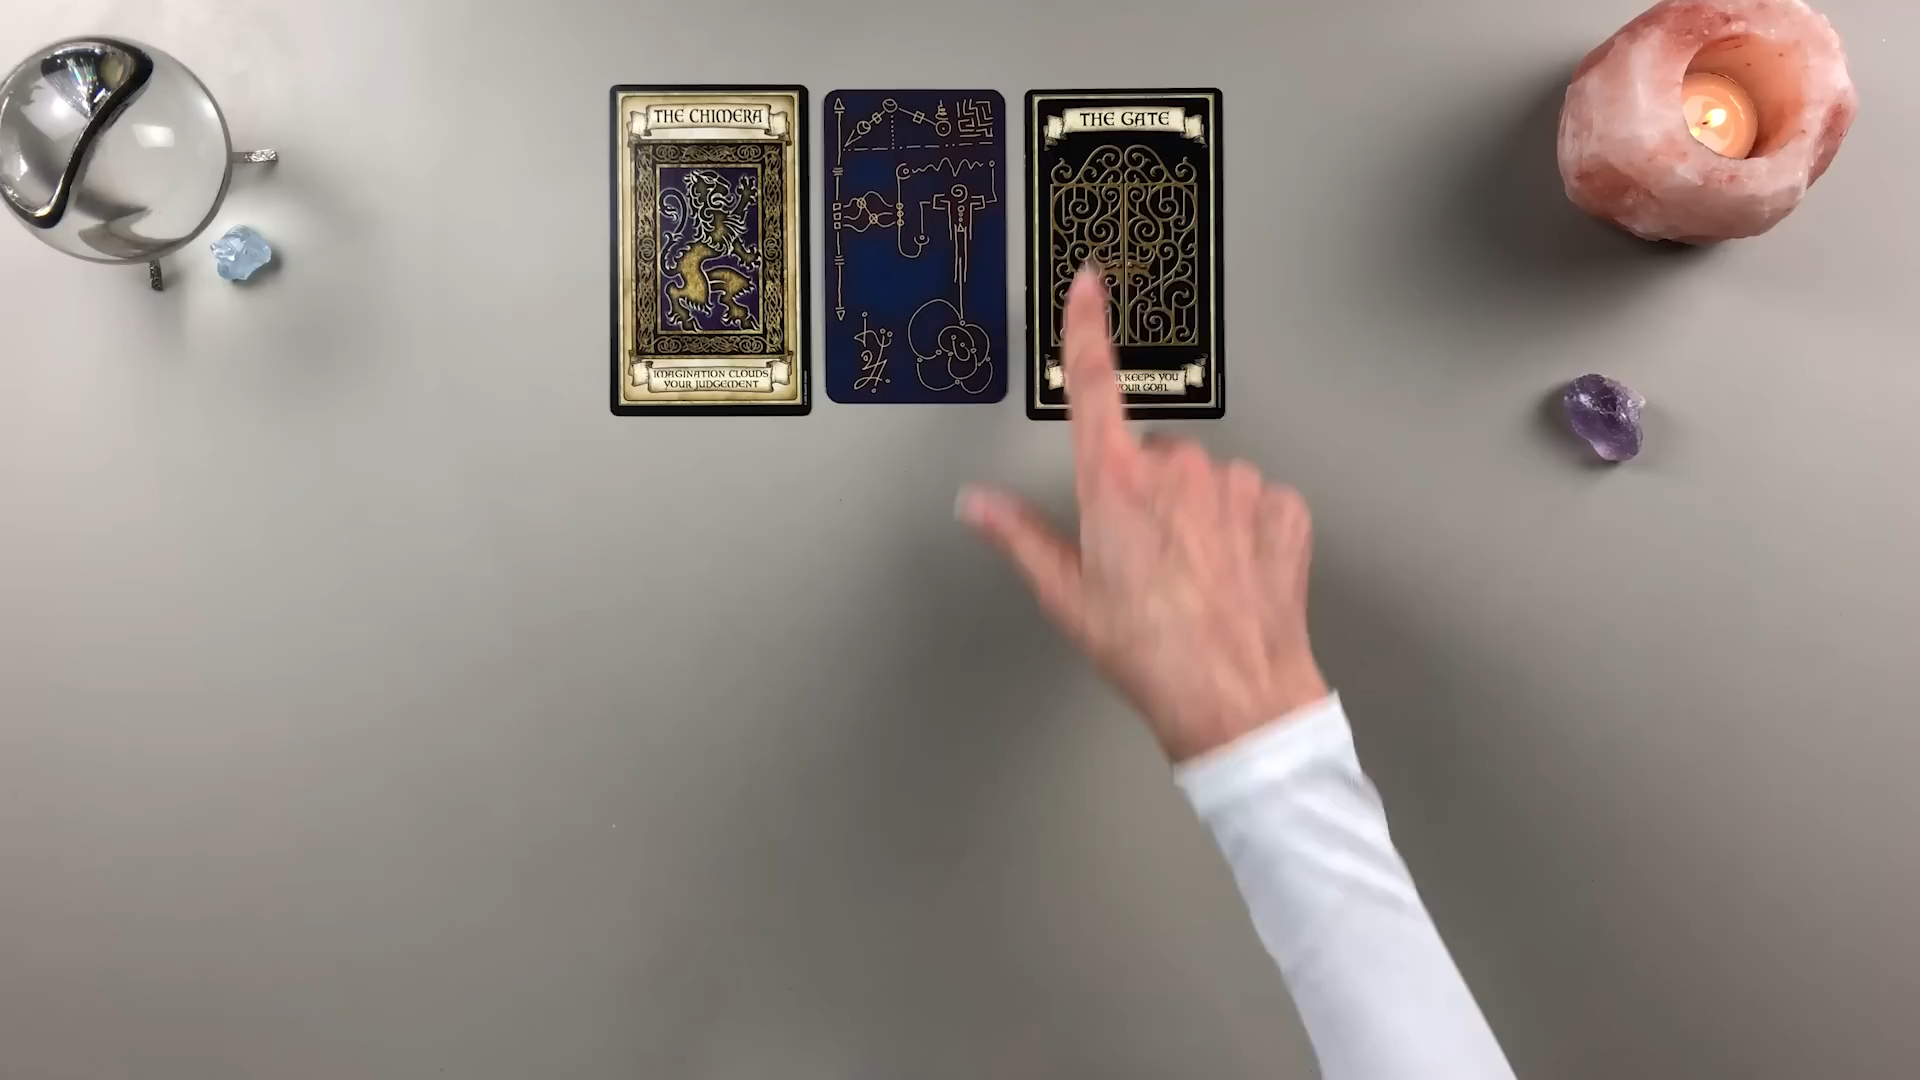 THE CHIMERA
IMAGINATION CLOUDS
YOUR JUDGEMENT
THE GATE
KEEPS YOU
YOUR GOAL